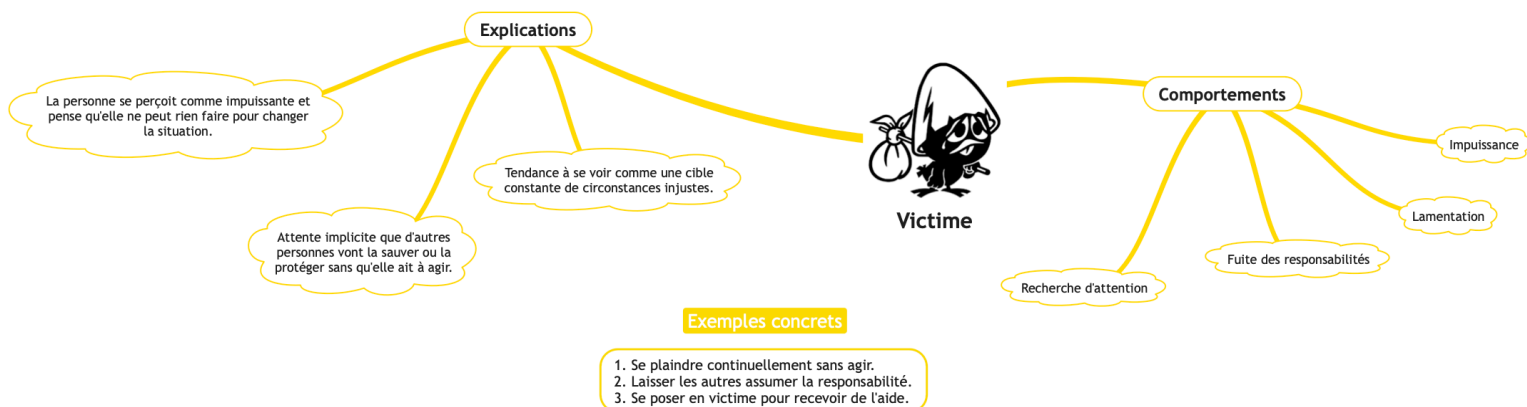 Explications
La personne se perçoit comme impuissante et
pense qu'elle ne peut rien faire pour changer
la situation.
Tendance à se voir comme une cible
constante de circonstances injustes.
Attente implicite que d'autres
personnes vont la sauver ou la
protéger sans qu'elle ait à agir.
Victime
Comportements
Impuissance
Lamentation
Fuite des responsabilités
Recherche d'attention
Exemples concrets
1. Se plaindre continuellement sans agir.
2. Laisser les autres assumer la responsabilité.
3. Se poser en victime pour recevoir de l'aide.